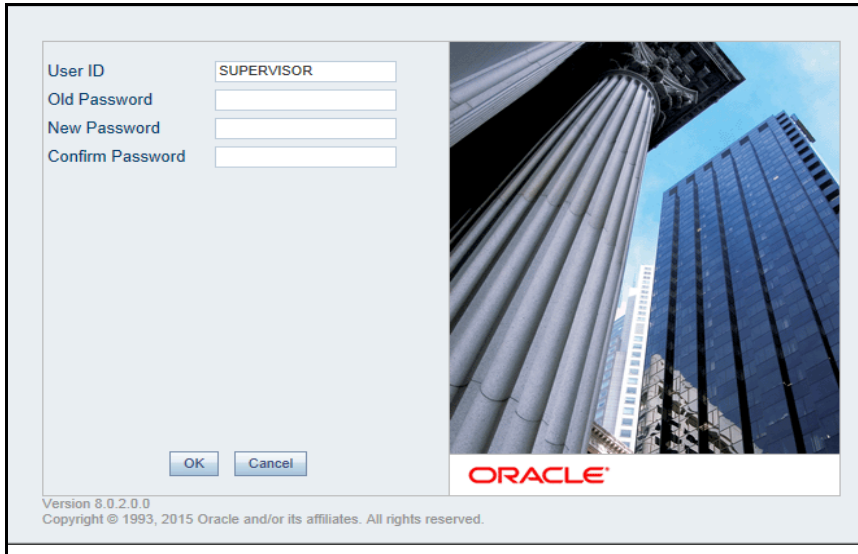 User ID SUPERVISOR
Old Password
New Password
Confirm Password
OK Cancel
ORACLE®
Version 8.0.2.0.0
Copyright © 1993, 2015 Oracle and/or its affiliates. All rights reserved.